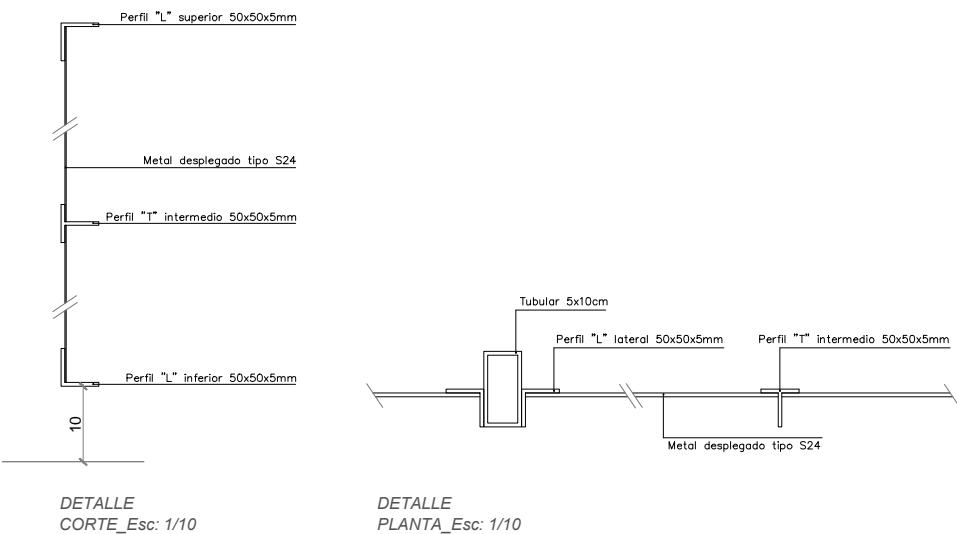 Perfil "L" superior 50x50x5mm
Metal desplegado tipo S24
Perfil "T" intermedio 50x50x5mm
Perfil "L" inferior 50x50x5mm
10
DETALLE
CORTE_Esc: 1/10
Tubular 5x10cm
Perfil "L" lateral 50x50x5mm
Perfil "T" intermedio 50x50x5mm
Metal desplegado tipo S24
DETALLE
PLANTA_Esc: 1/10